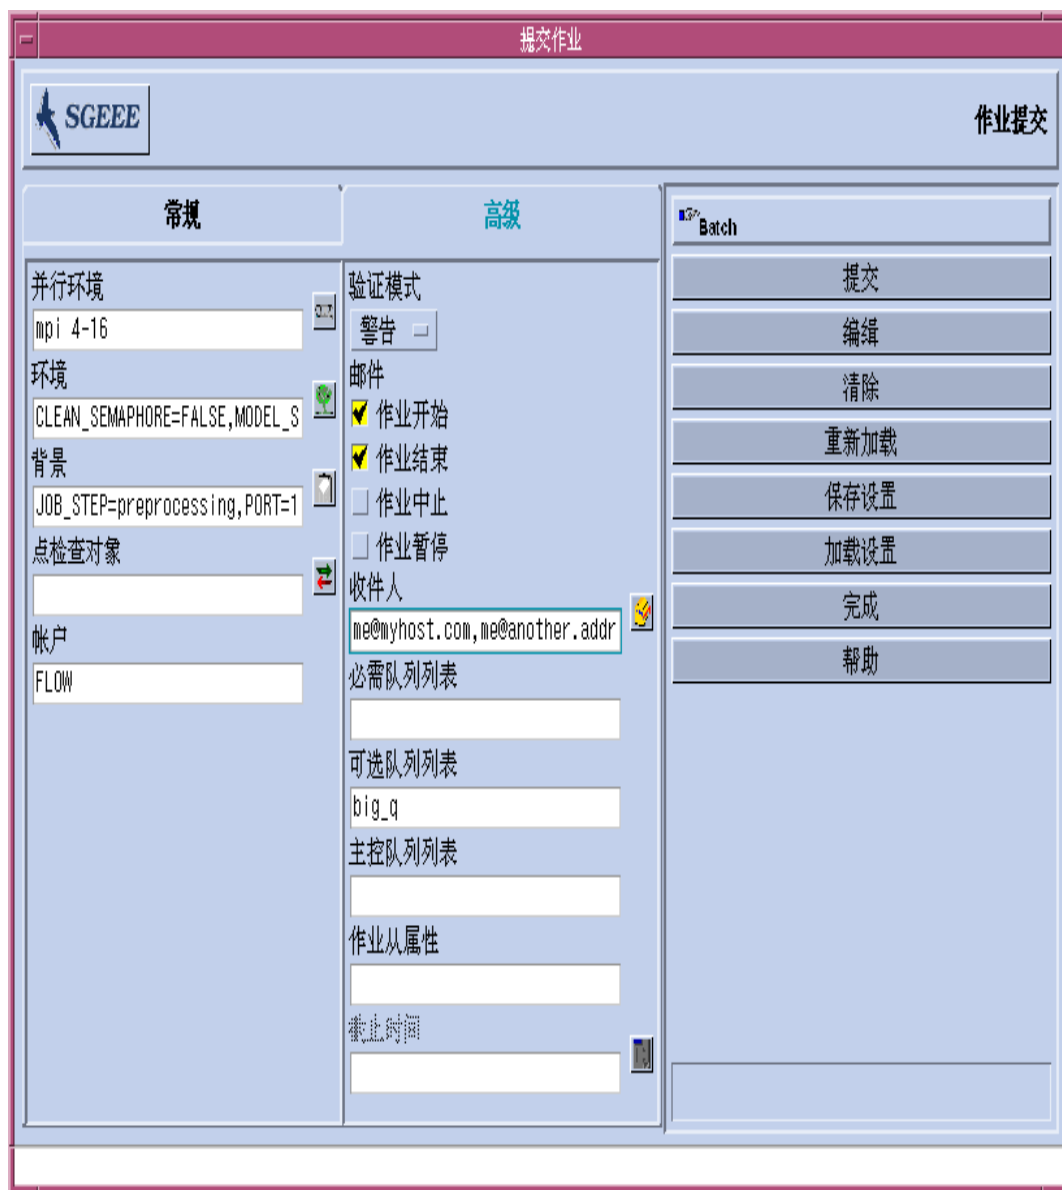 提交作业
SGEEE
作业提交
常规
高级
并行环境
mpi 4-16
环境
CLEAN_SEMAPHORE=FALSE,MODEL_S
背景
JOB_STEP=preprocessing,PORT=1
点检查对象
帐户
FLOW
验证模式
警告
邮件
作业开始
作业结束
作业中止
作业暂停
收件人
me@myhost.com,me@another.addr
必需队列列表
可选队列列表
big_q
主控队列列表
作业从属性
截止时间
Batch
提交
编缉
清除
重新加载
保存设置
加载设置
完成
帮助